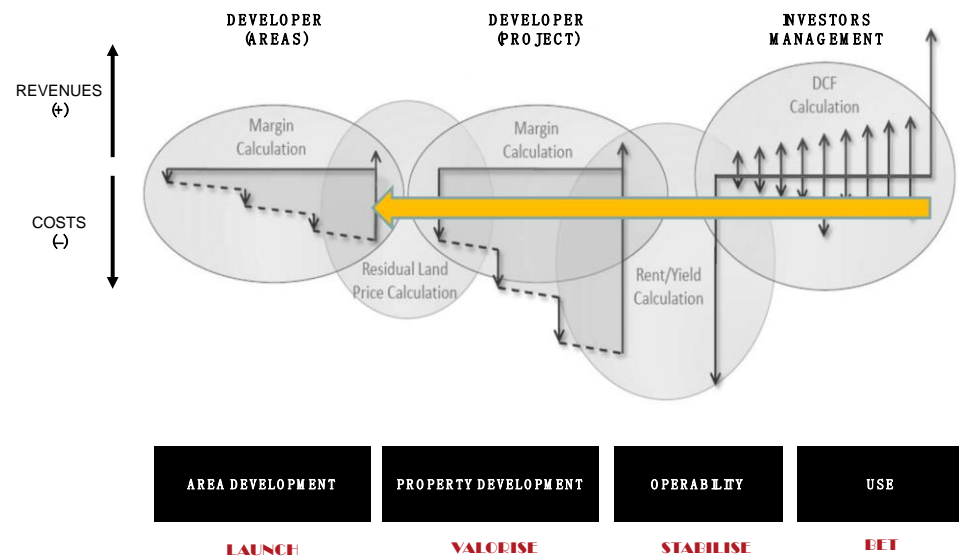 DEVELOPER
(AREAS)
DEVELOPER
(PROJECT)
INVESTORS
MANAGEMENT
REVENUES
(+)
COSTS
(–)
Margin
Calculation
Margin
Calculation
DCF
Calculation
Residual Land
Price Calculation
Rent/Yield
Calculation
AREA DEVELOPMENT
PROPERTY DEVELOPMENT
OPERABILITY
USE
LAUNCH
VALORISE
STABILISE
BET